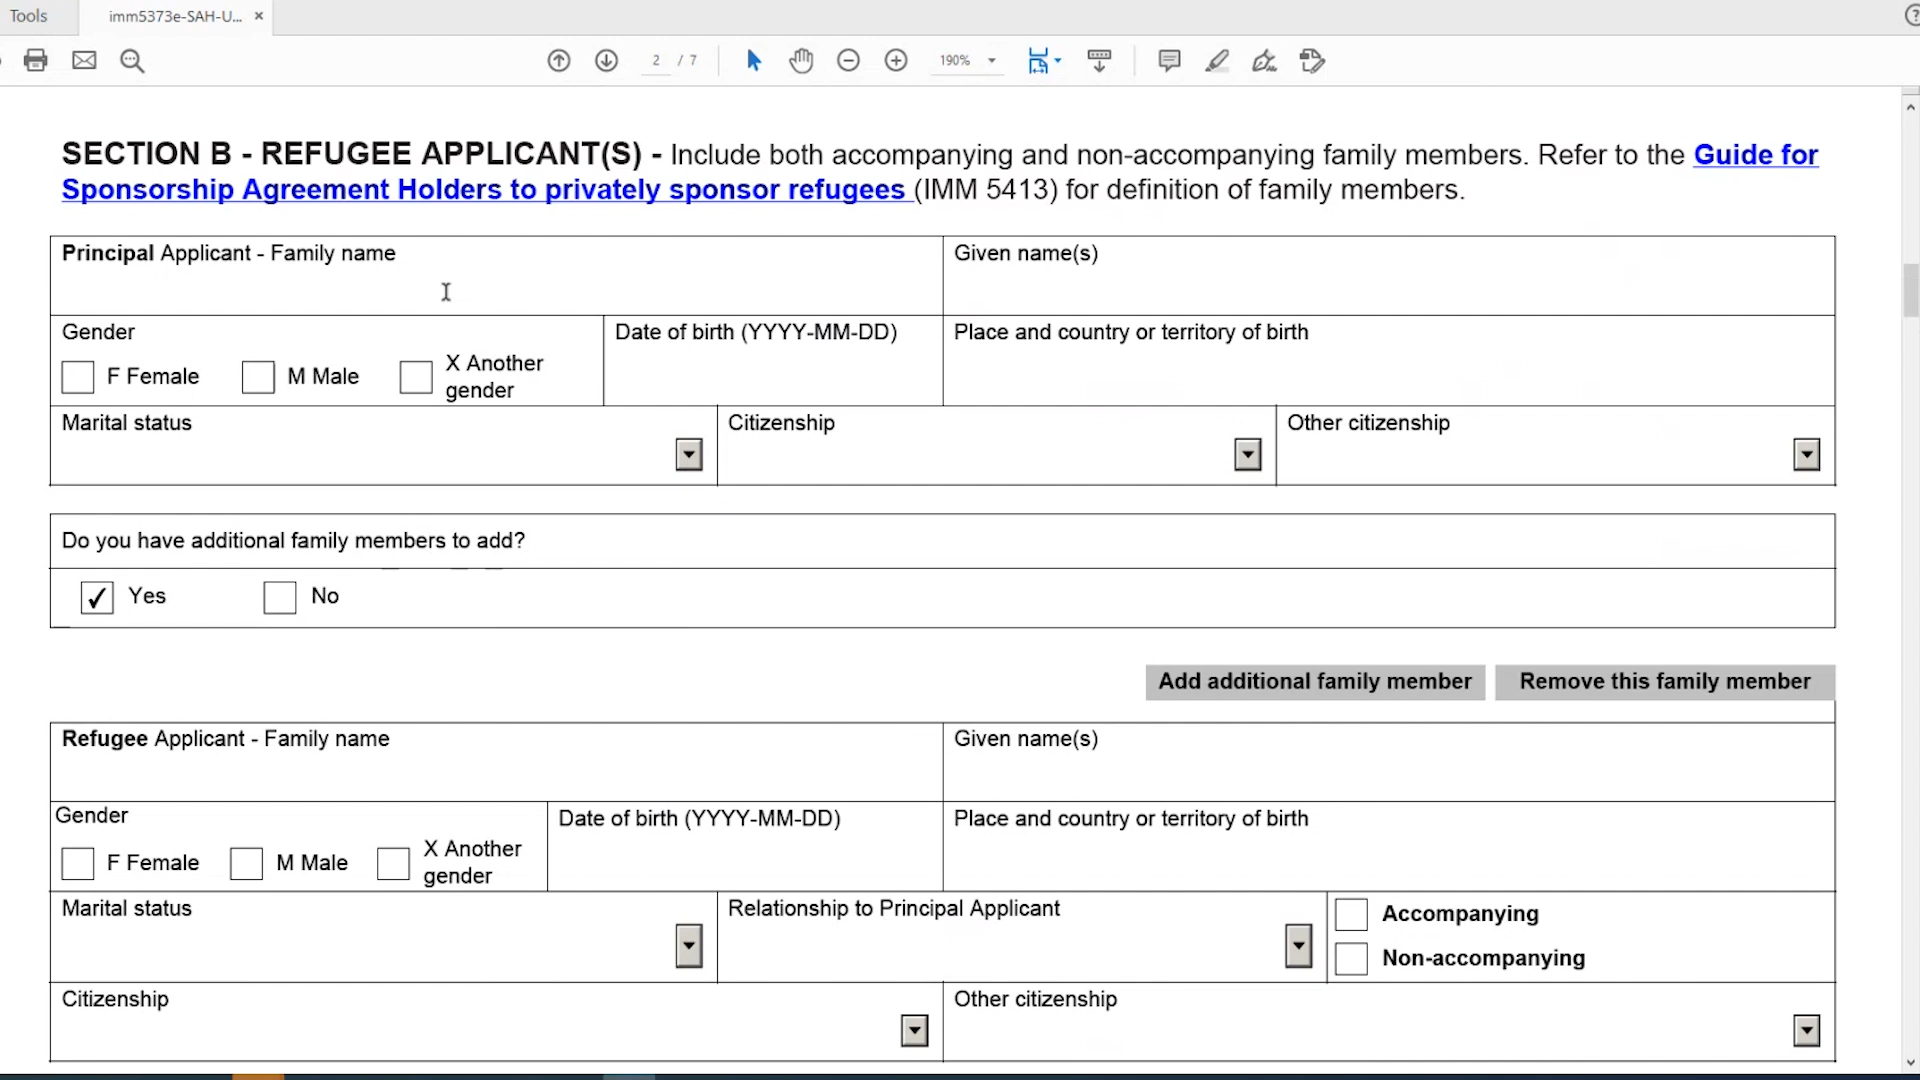 Tools
imm5373e-SAH-U... ×
2 / 7
190%
SECTION B - REFUGEE APPLICANT(S) - Include both accompanying and non-accompanying family members. Refer to the Guide for
Sponsorship Agreement Holders to privately sponsor refugees (IMM 5413) for definition of family members.
Principal Applicant - Family name
Given name(s)
Gender
F Female
M Male
X Another
gender
Date of birth (YYYY-MM-DD)
Place and country or territory of birth
Marital status
Citizenship
Other citizenship
Do you have additional family members to add?
Yes
No
Add additional family member
Remove this family member
Refugee Applicant - Family name
Given name(s)
Gender
F Female
M Male
X Another
gender
Date of birth (YYYY-MM-DD)
Place and country or territory of birth
Marital status
Relationship to Principal Applicant
Accompanying
Non-accompanying
Citizenship
Other citizenship